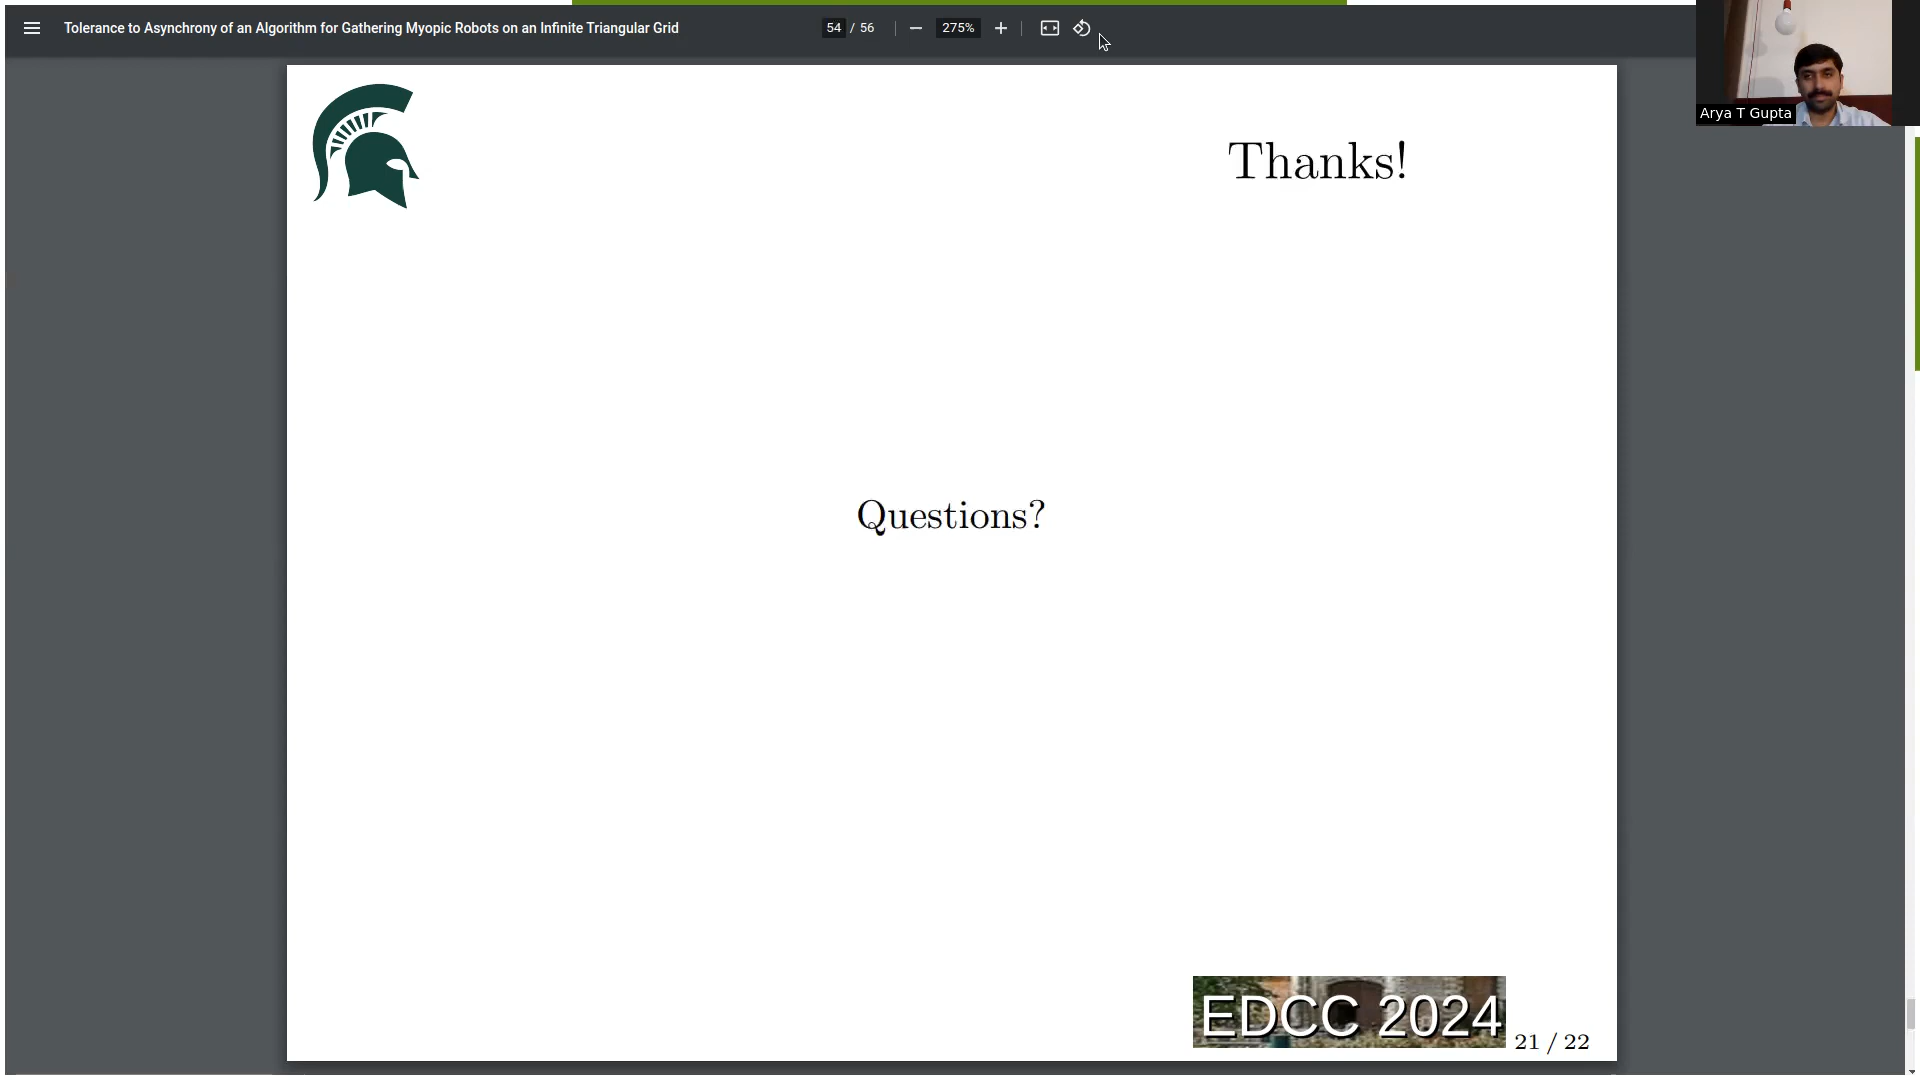 Tolerance to Asynchrony of an Algorithm for Gathering Myopic Robots on an Infinite Triangular Grid
54 / 56
275%
Arya T Gupta
Thanks!
Questions?
EDCC 2024
21 / 22